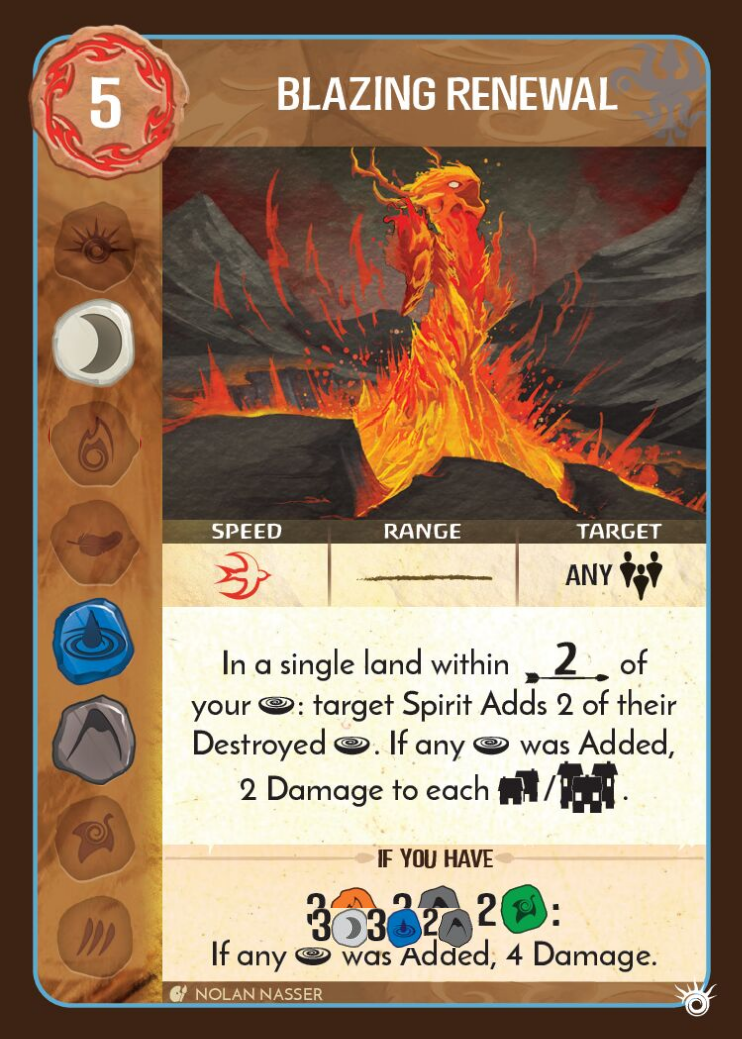 5
BLAZING RENEWAL
SPEED RANGE TARGET
ANY
In a single land within 2 of
your : target Spirit Adds 2 of their
Destroyed . If any was Added,
2 Damage to each / .
IF YOU HAVE
3 2 2 :
3 3 2
If any was Added, 4 Damage.
NOLAN NASSER